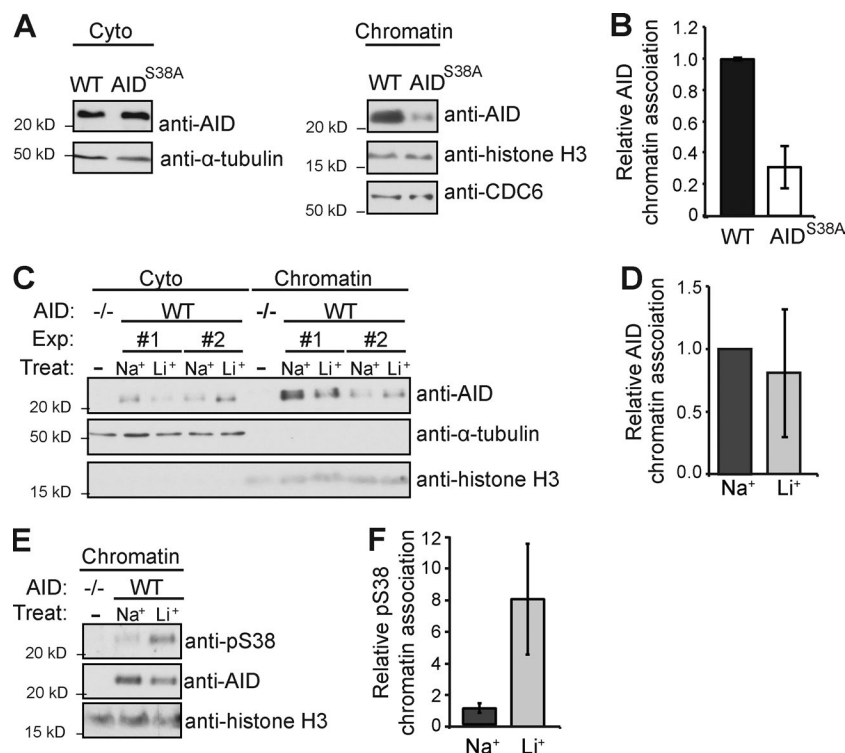 A
Cyto
WT AID^S38A
20 kD
anti-AID
50 kD
anti-α-tubulin
Chromatin
WT AID^S38A
20 kD
anti-AID
15 kD
anti-histone H3
50 kD
anti-CDC6
B
Relative AID
chromatin asscoiation
1.2
1.0
0.8
0.6
0.4
0.2
0
WT AID^S38A
C
Cyto Chromatin
AID: -/- WT -/- WT
Exp: #1 #2 #1 #2
Treat: – Na⁺ Li⁺ Na⁺ Li⁺ – Na⁺ Li⁺ Na⁺ Li⁺
20 kD anti-AID
50 kD anti-α-tubulin
15 kD anti-histone H3
D
Relative AID
chromatin asscoiation
1.5
1.0
0.5
0.0
Na⁺ Li⁺
E
Chromatin
AID: -/- WT
Treat: – Na⁺ Li⁺
20 kD anti-pS38
20 kD anti-AID
15 kD anti-histone H3
F
Relative pS38
chromatin association
12
10
8
6
4
2
0
Na⁺ Li⁺